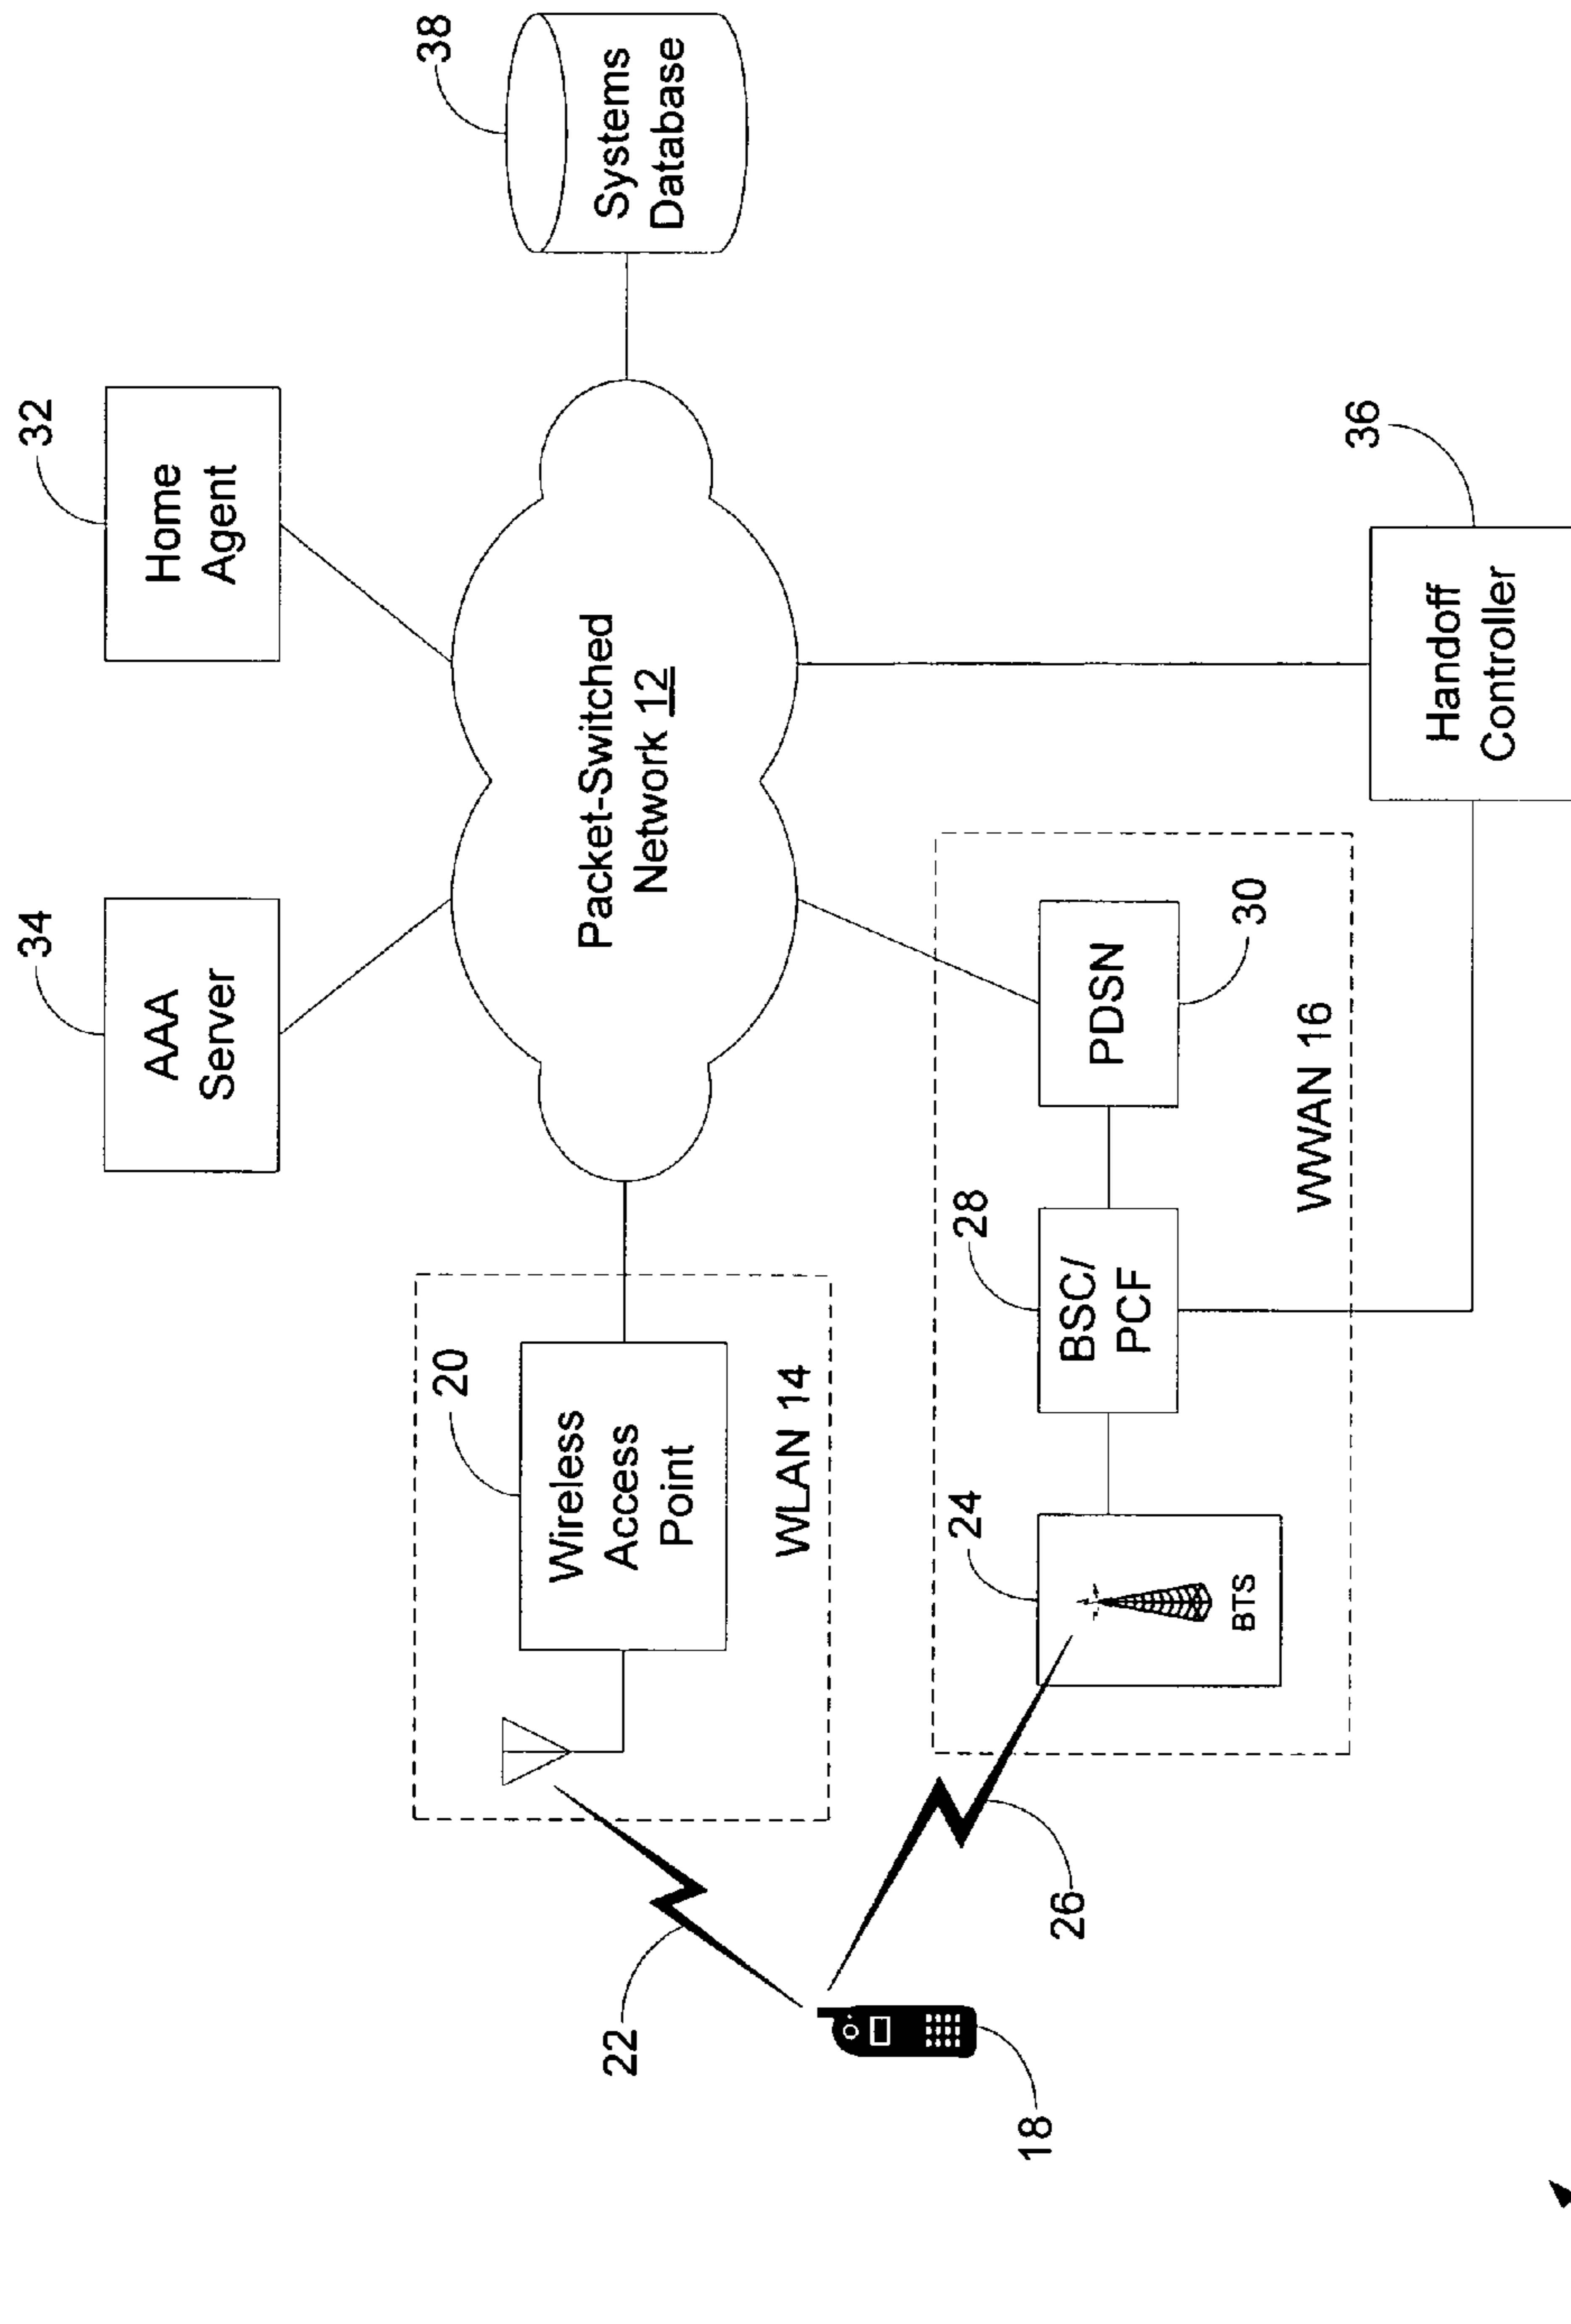 34
AAA
Server
32
Home
Agent
38
Systems
Database
20
Wireless
Access
Point
WLAN 14
Packet-Switched
Network 12
22
18
26
24
BTS
28
BSC/
PCF
PDSN
30
WWAN 16
36
Handoff
Controller